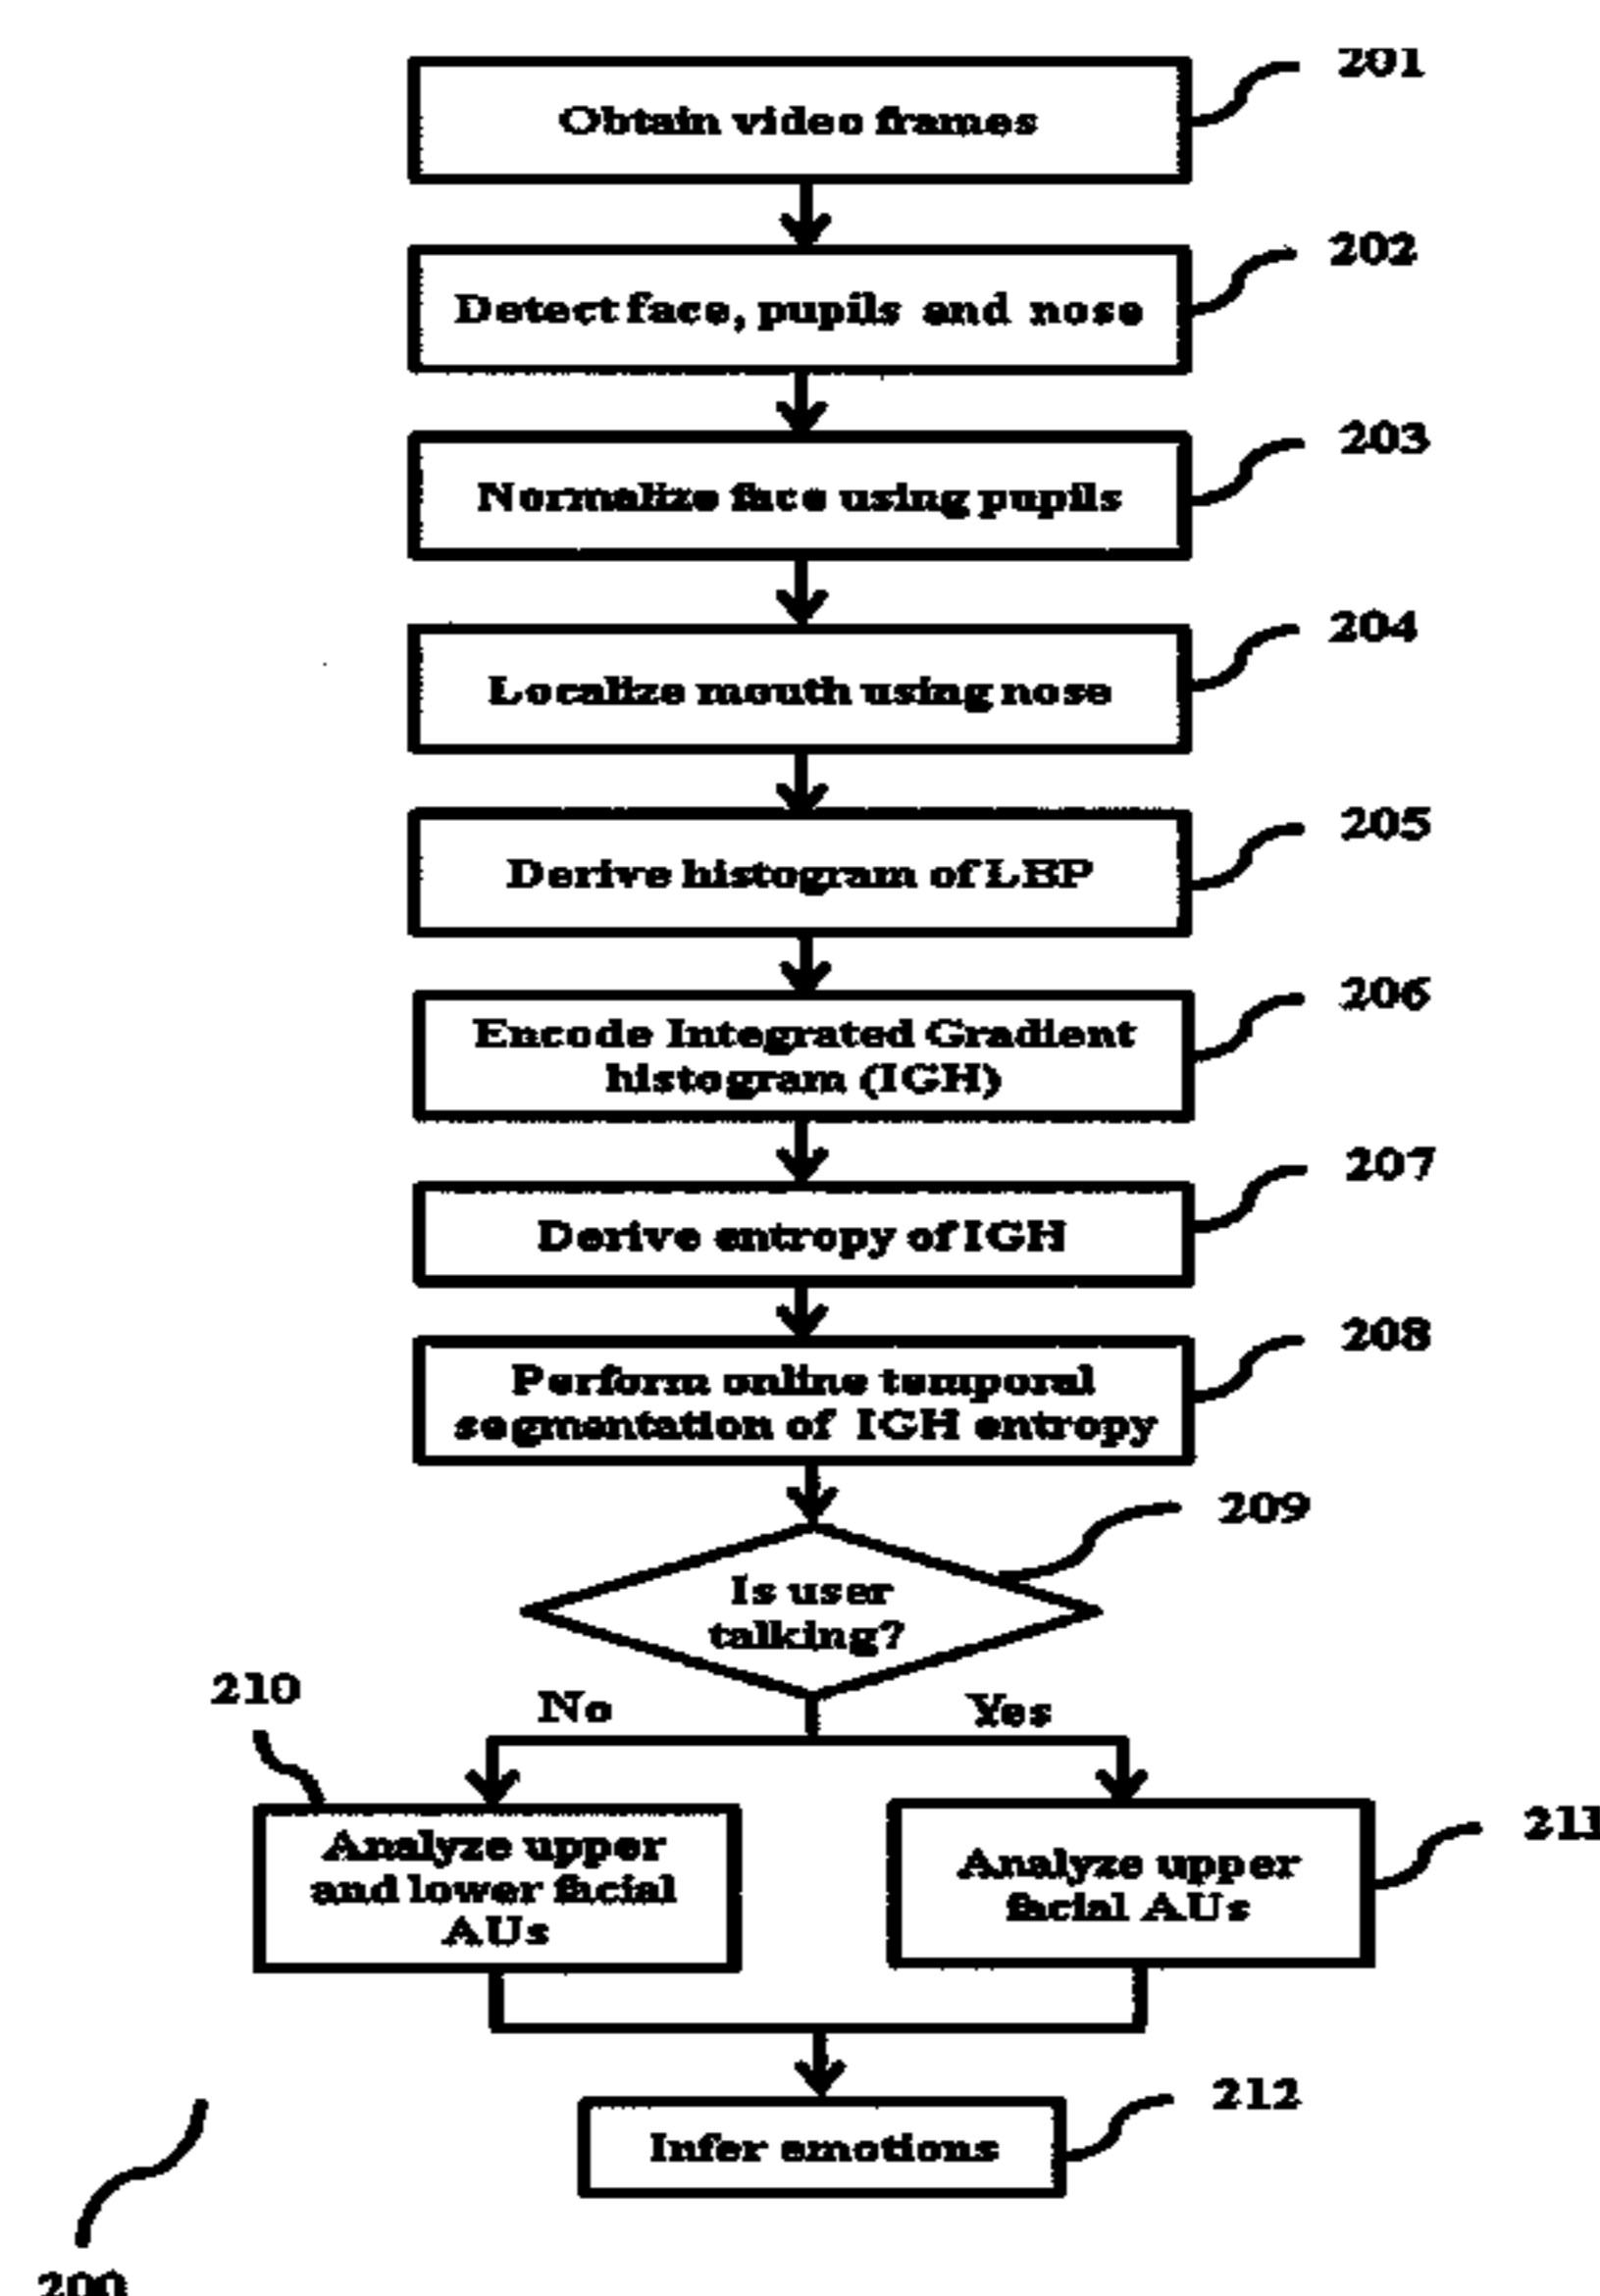 201
Obtain video frames
202
Detect face, pupils and nose
203
Normalize face using pupils
204
Localize mouth using nose
205
Derive histogram of LBP
206
Encode Integrated Gradient
histogram (IGH)
207
Derive entropy of IGH
208
Perform online temporal
segmentation of IGH entropy
209
Is user
talking?
210
No
Yes
211
Analyze upper
and lower facial
AUs
Analyze upper
facial AUs
212
Infer emotions
200